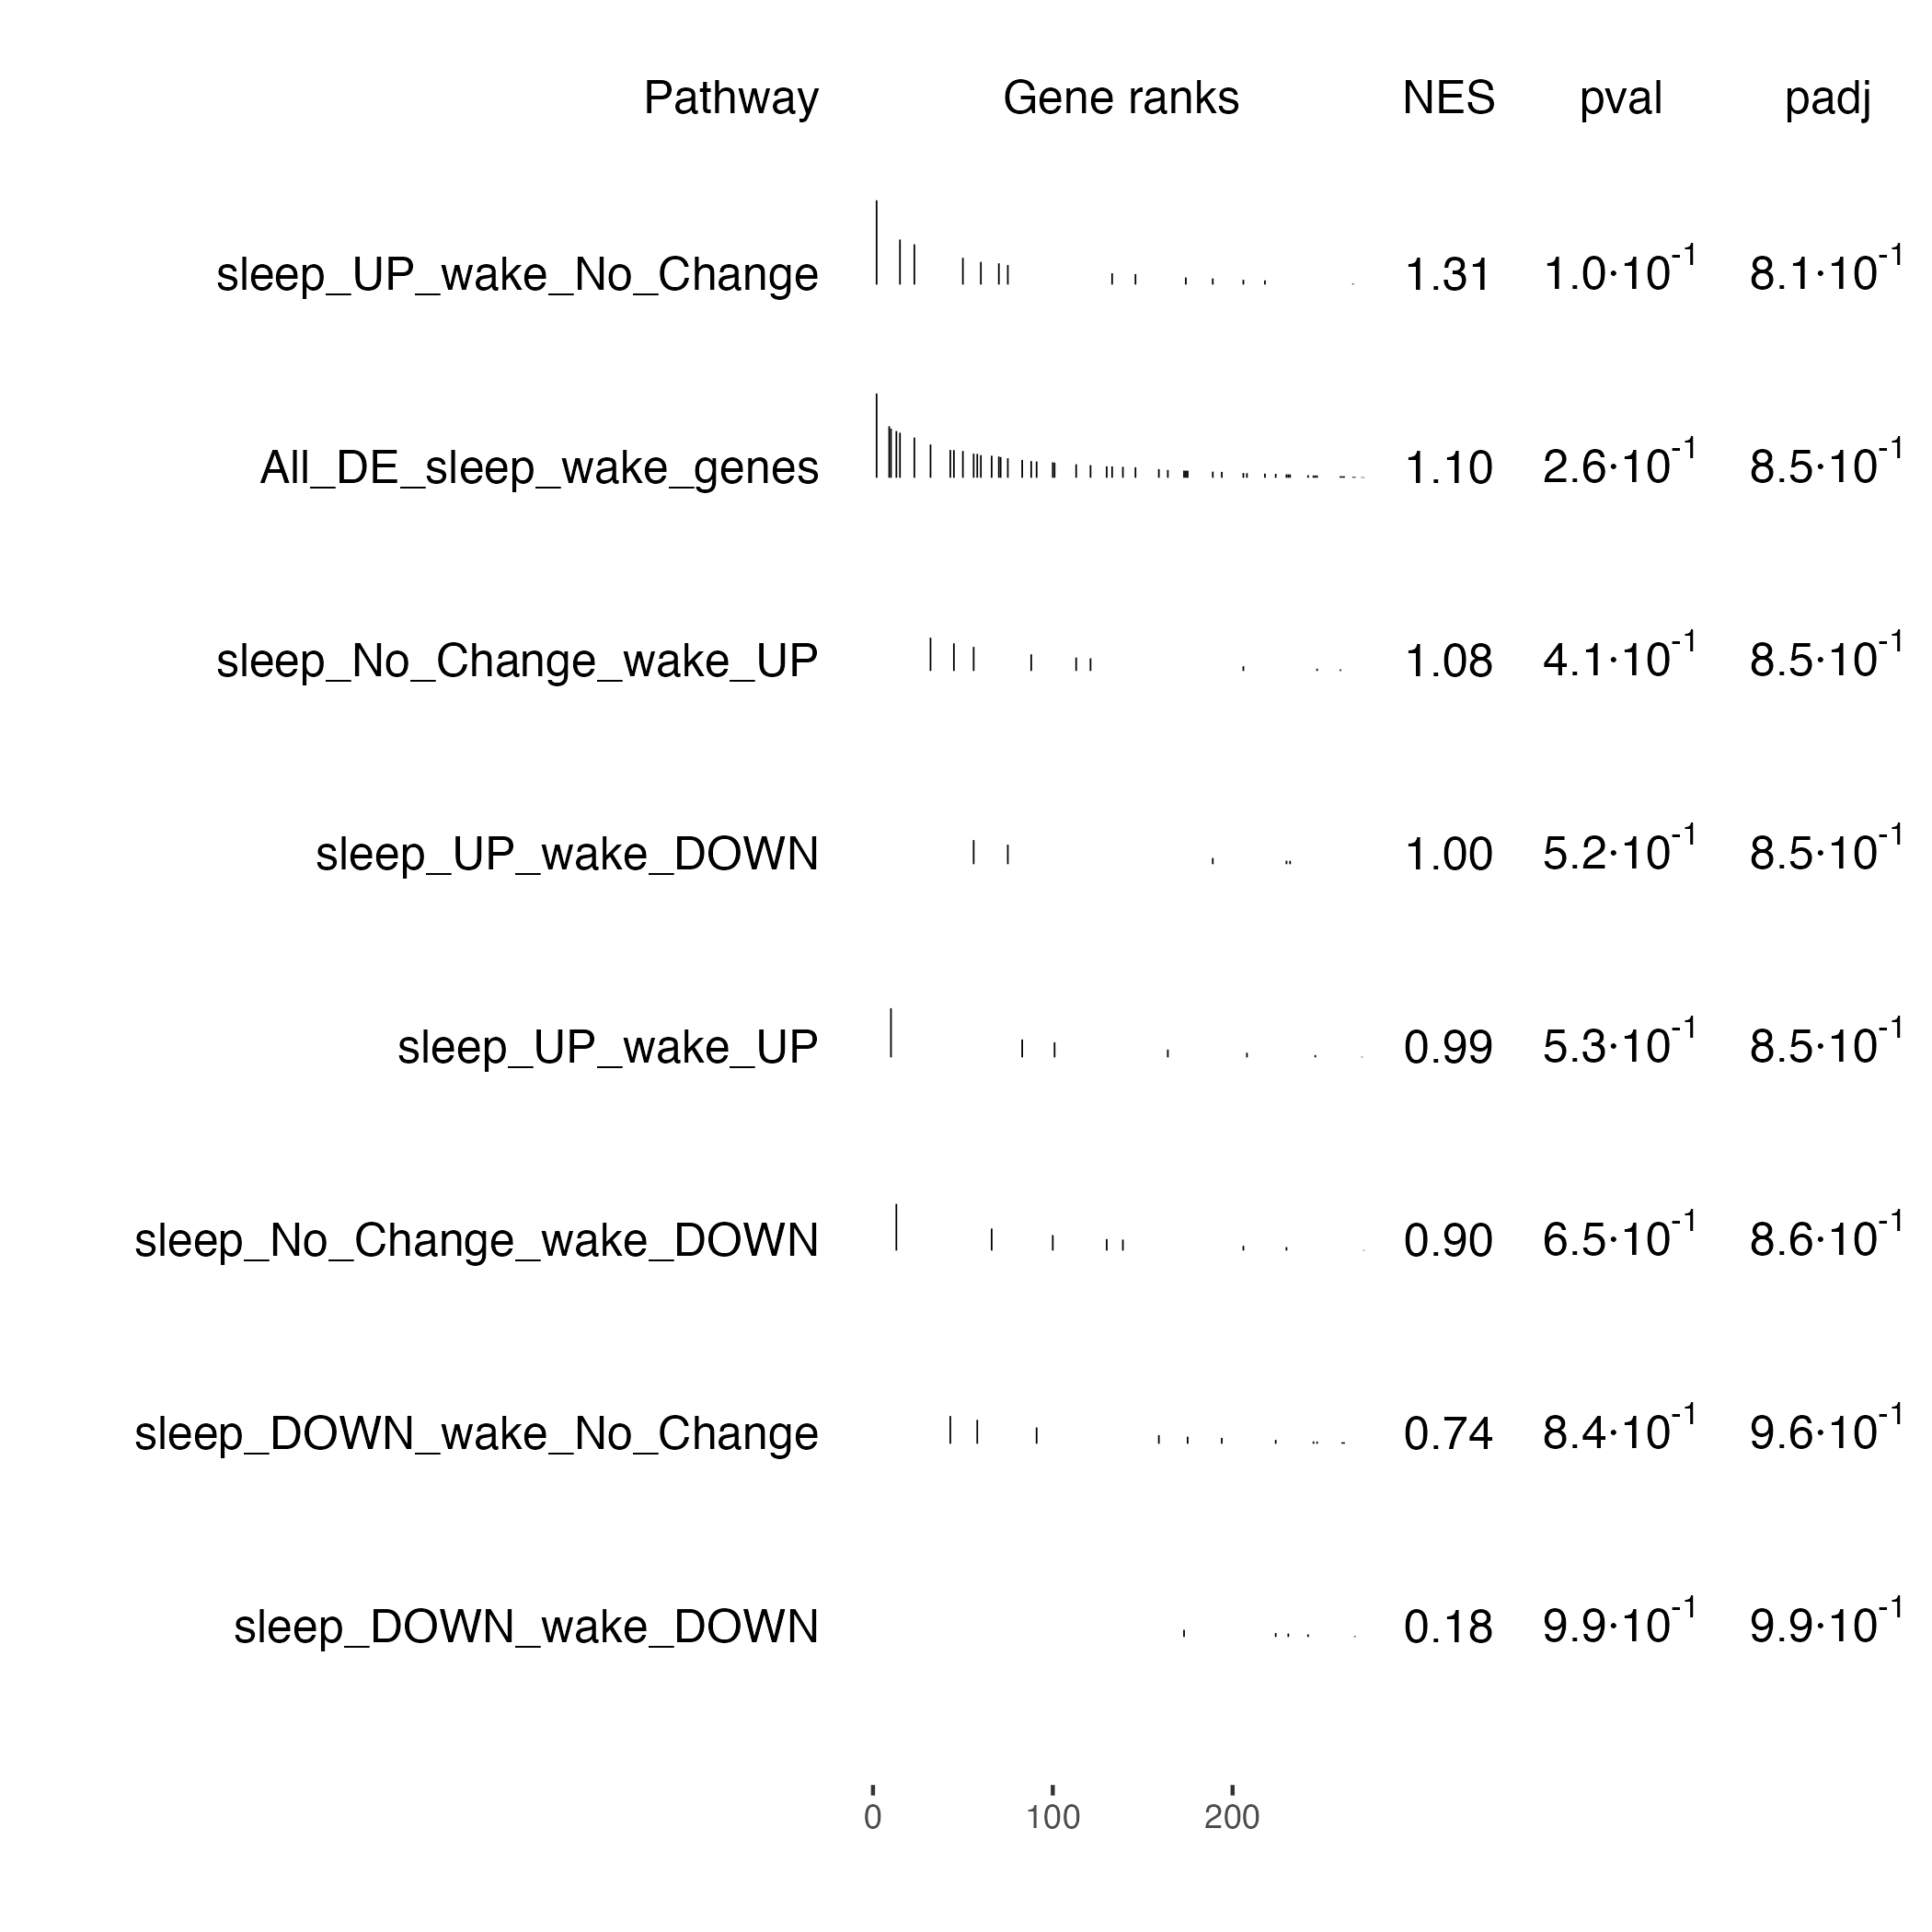 Pathway Gene ranks NES pval padj
sleep_UP_wake_No_Change 1.31 1.0·10⁻¹ 8.1·10⁻¹
All_DE_sleep_wake_genes 1.10 2.6·10⁻¹ 8.5·10⁻¹
sleep_No_Change_wake_UP 1.08 4.1·10⁻¹ 8.5·10⁻¹
sleep_UP_wake_DOWN 1.00 5.2·10⁻¹ 8.5·10⁻¹
sleep_UP_wake_UP 0.99 5.3·10⁻¹ 8.5·10⁻¹
sleep_No_Change_wake_DOWN 0.90 6.5·10⁻¹ 8.6·10⁻¹
sleep_DOWN_wake_No_Change 0.74 8.4·10⁻¹ 9.6·10⁻¹
sleep_DOWN_wake_DOWN 0.18 9.9·10⁻¹ 9.9·10⁻¹
0 100 200